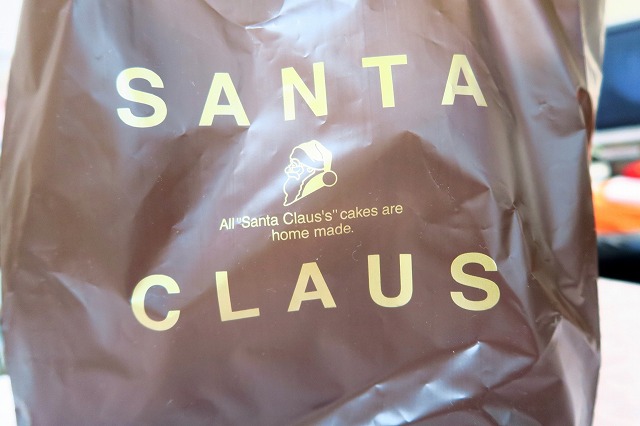 SANTA
All "Santa Claus's" cakes are
home made.
CLAUS